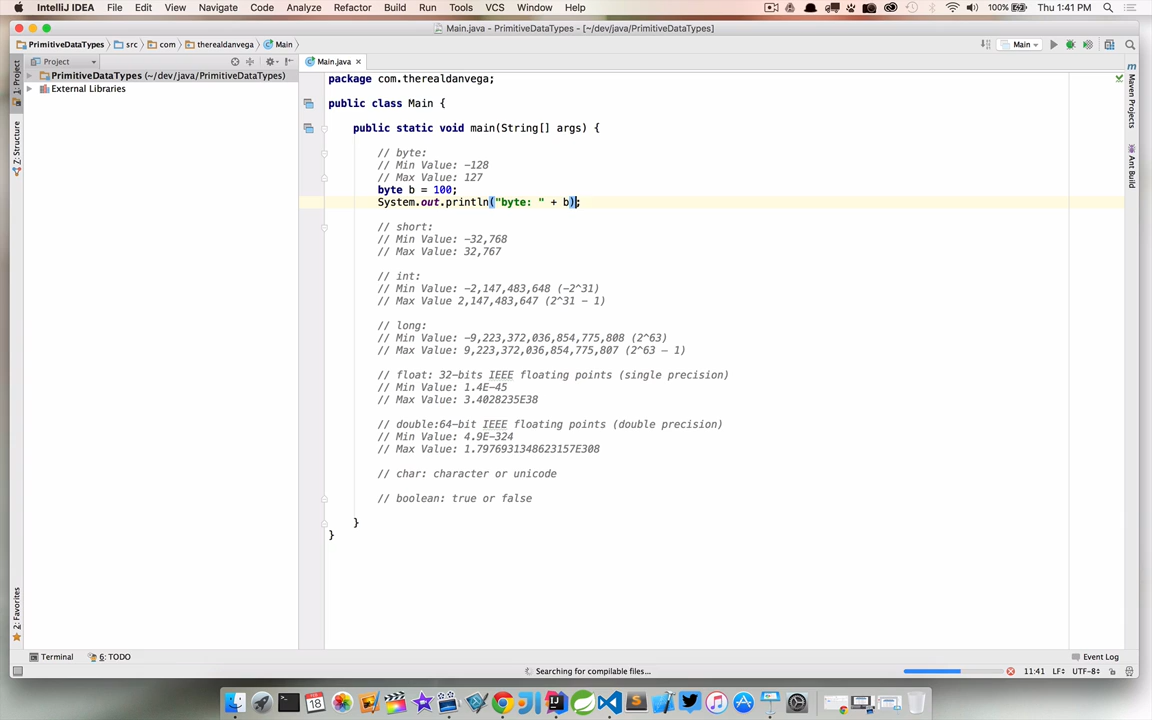 IntelliJ IDEA File Edit View Navigate Code Analyze Refactor Build Run Tools VCS Window Help 100% Thu 1:41 PM
Main.java - PrimitiveDataTypes - [~/dev/java/PrimitiveDataTypes]
PrimitiveDataTypes src com therealdanvega Main Main
Project Main.java
PrimitiveDataTypes (~/dev/java/PrimitiveDataTypes)
External Libraries
1: Project
Z: Structure
2: Favorites
package com.therealdanvega;
public class Main {
public static void main(String[] args) {
// byte:
// Min Value: -128
// Max Value: 127
byte b = 100;
System.out.println("byte: " + b);
// short:
// Min Value: -32,768
// Max Value: 32,767
// int:
// Min Value: -2,147,483,648 (-2^31)
// Max Value 2,147,483,647 (2^31 - 1)
// long:
// Min Value: -9,223,372,036,854,775,808 (2^63)
// Max Value: 9,223,372,036,854,775,807 (2^63 – 1)
// float: 32-bits IEEE floating points (single precision)
// Min Value: 1.4E-45
// Max Value: 3.4028235E38
// double:64-bit IEEE floating points (double precision)
// Min Value: 4.9E-324
// Max Value: 1.7976931348623157E308
// char: character or unicode
// boolean: true or false
}
}
Maven Projects
Ant Build
Terminal 6: TODO Event Log
Searching for compilable files... 11:41 LF÷ UTF-8÷
FEB
18